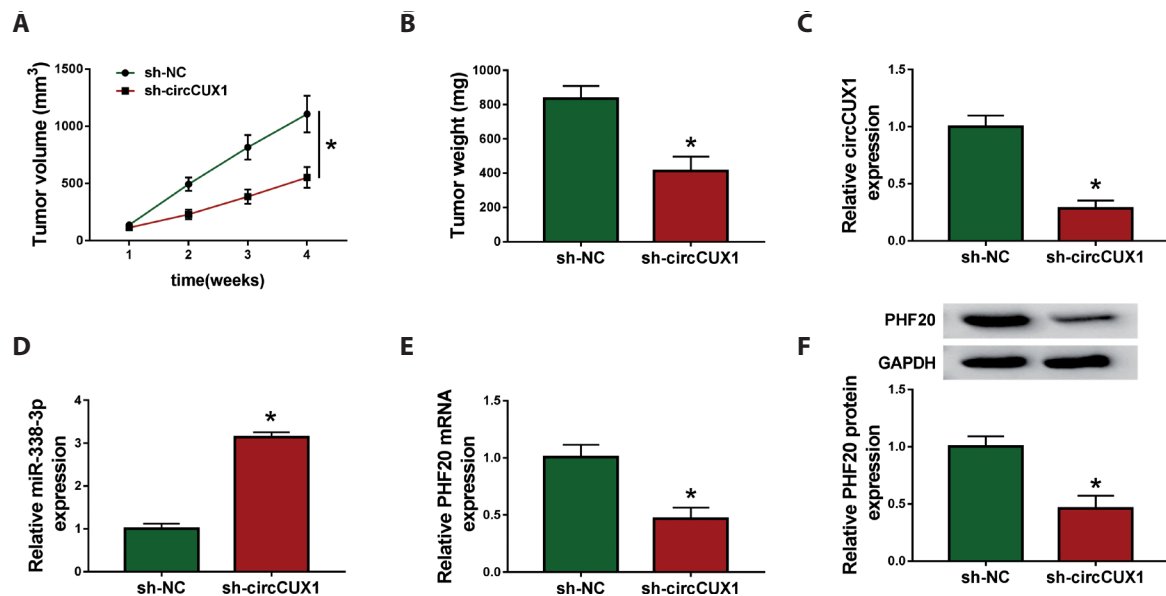 A
Tumor volume (mm³)
1500
1000
500
0
sh-NC
sh-circCUX1
*
1 2 3 4
time(weeks)
B
Tumor weight (mg)
1000
800
600
400
200
0
*
sh-NC sh-circCUX1
C
Relative circCUX1
expression
1.5
1.0
0.5
0.0
*
sh-NC sh-circCUX1
D
Relative miR-338-3p
expression
4
3
2
1
0
*
sh-NC sh-circCUX1
E
Relative PHF20 mRNA
expression
1.5
1.0
0.5
0.0
*
sh-NC sh-circCUX1
F
PHF20
GAPDH
Relative PHF20 protein
expression
1.5
1.0
0.5
0.0
*
sh-NC sh-circCUX1